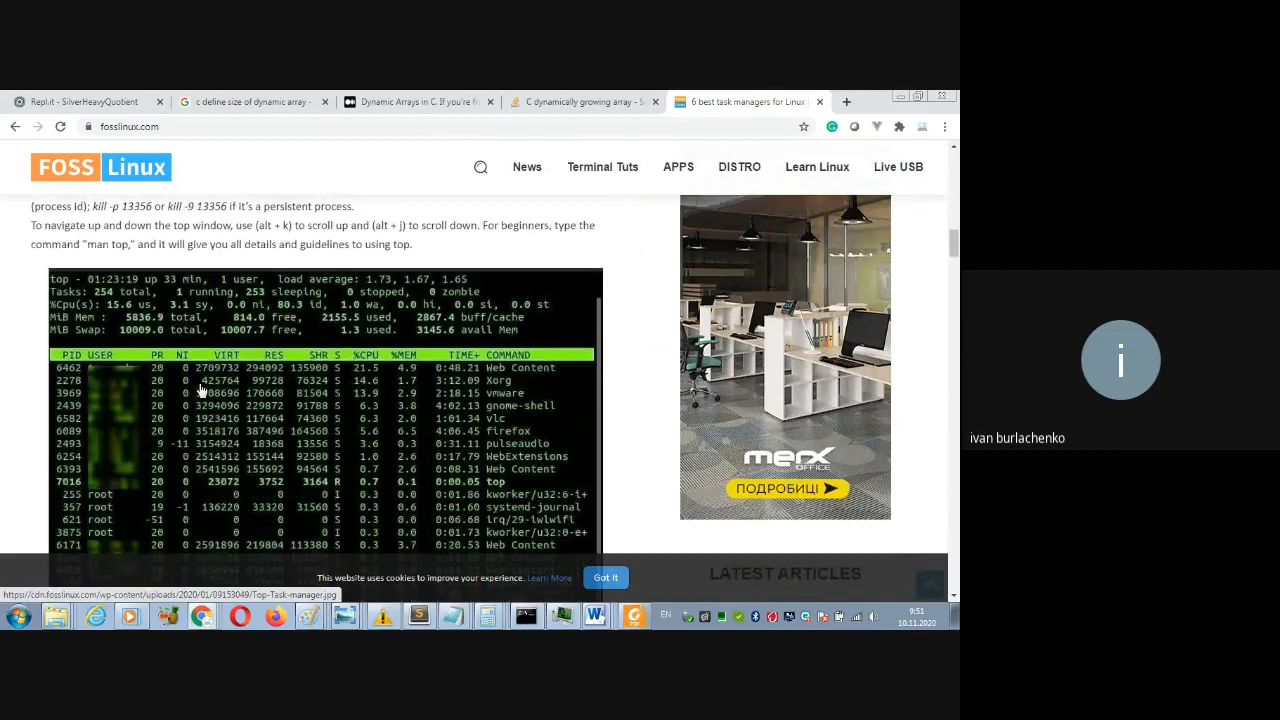 Repl.it - SilverHeavyQuotient
c define size of dynamic array -
Dynamic Arrays in C. If you're fr
C dynamically growing array - S
6 best task managers for Linux
fosslinux.com
FOSS Linux
News
Terminal Tuts
APPS
DISTRO
Learn Linux
Live USB
(process Id); kill -p 13356 or kill -9 13356 if it's a persistent process.
To navigate up and down the top window, use (alt + k) to scroll up and (alt + j) to scroll down. For beginners, type the
command "man top," and it will give you all details and guidelines to using top.
top - 01:23:19 up 33 min, 1 user, load average: 1.73, 1.67, 1.65
Tasks: 254 total, 1 running, 253 sleeping, 0 stopped, 0 zombie
%Cpu(s): 15.6 us, 3.1 sy, 0.0 ni, 80.3 id, 1.0 wa, 0.0 hi, 0.0 si, 0.0 st
MiB Mem : 5836.9 total, 814.0 free, 2155.5 used, 2867.4 buff/cache
MiB Swap: 10009.0 total, 10007.7 free, 1.3 used. 3145.6 avail Mem
PID USER PR NI VIRT RES SHR S %CPU %MEM TIME+ COMMAND
6462 20 0 2709732 294092 135900 S 21.5 4.9 0:48.21 Web Content
2278 20 0 425764 99728 76324 S 14.6 1.7 3:12.09 Xorg
3969 20 0 170660 81504 S 13.9 2.9 2:18.15 vmware
2439 20 0 3294096 229872 91788 S 6.3 3.8 4:02.13 gnome-shell
6582 20 0 1923416 117664 74360 S 6.3 2.0 1:01.34 vlc
6089 20 0 3518176 387496 164560 S 5.6 6.5 4:06.45 firefox
2493 9 -11 3154924 18368 13556 S 3.6 0.3 0:31.11 pulseaudio
6254 20 0 2514312 155144 92580 S 1.0 2.6 0:17.79 WebExtensions
6393 20 0 2541596 155692 94564 S 0.7 2.6 0:08.31 Web Content
7016 20 0 23072 3752 3164 R 0.7 0.1 0:00.05 top
255 root 20 0 0 0 0 I 0.3 0.0 0:01.86 kworker/u32:6-i+
357 root 19 -1 136220 33320 31560 S 0.3 0.6 0:01.60 systemd-journal
621 root -51 0 0 0 0 S 0.3 0.0 0:06.68 irq/29-iwlwifi
3875 root 20 0 0 0 0 I 0.3 0.0 0:01.73 kworker/u32:0-e+
6171 20 0 2591896 219804 113380 S 0.3 3.7 0:20.53 Web Content
merx
OFFICE
ПОДРОБИЦІ
LATEST ARTICLES
This website uses cookies to improve your experience. Learn More
Got It
https://cdn.fosslinux.com/wp-content/uploads/2020/01/09153049/Top-Task-manager.jpg
EN
9:51
10.11.2020
i
ivan burlachenko